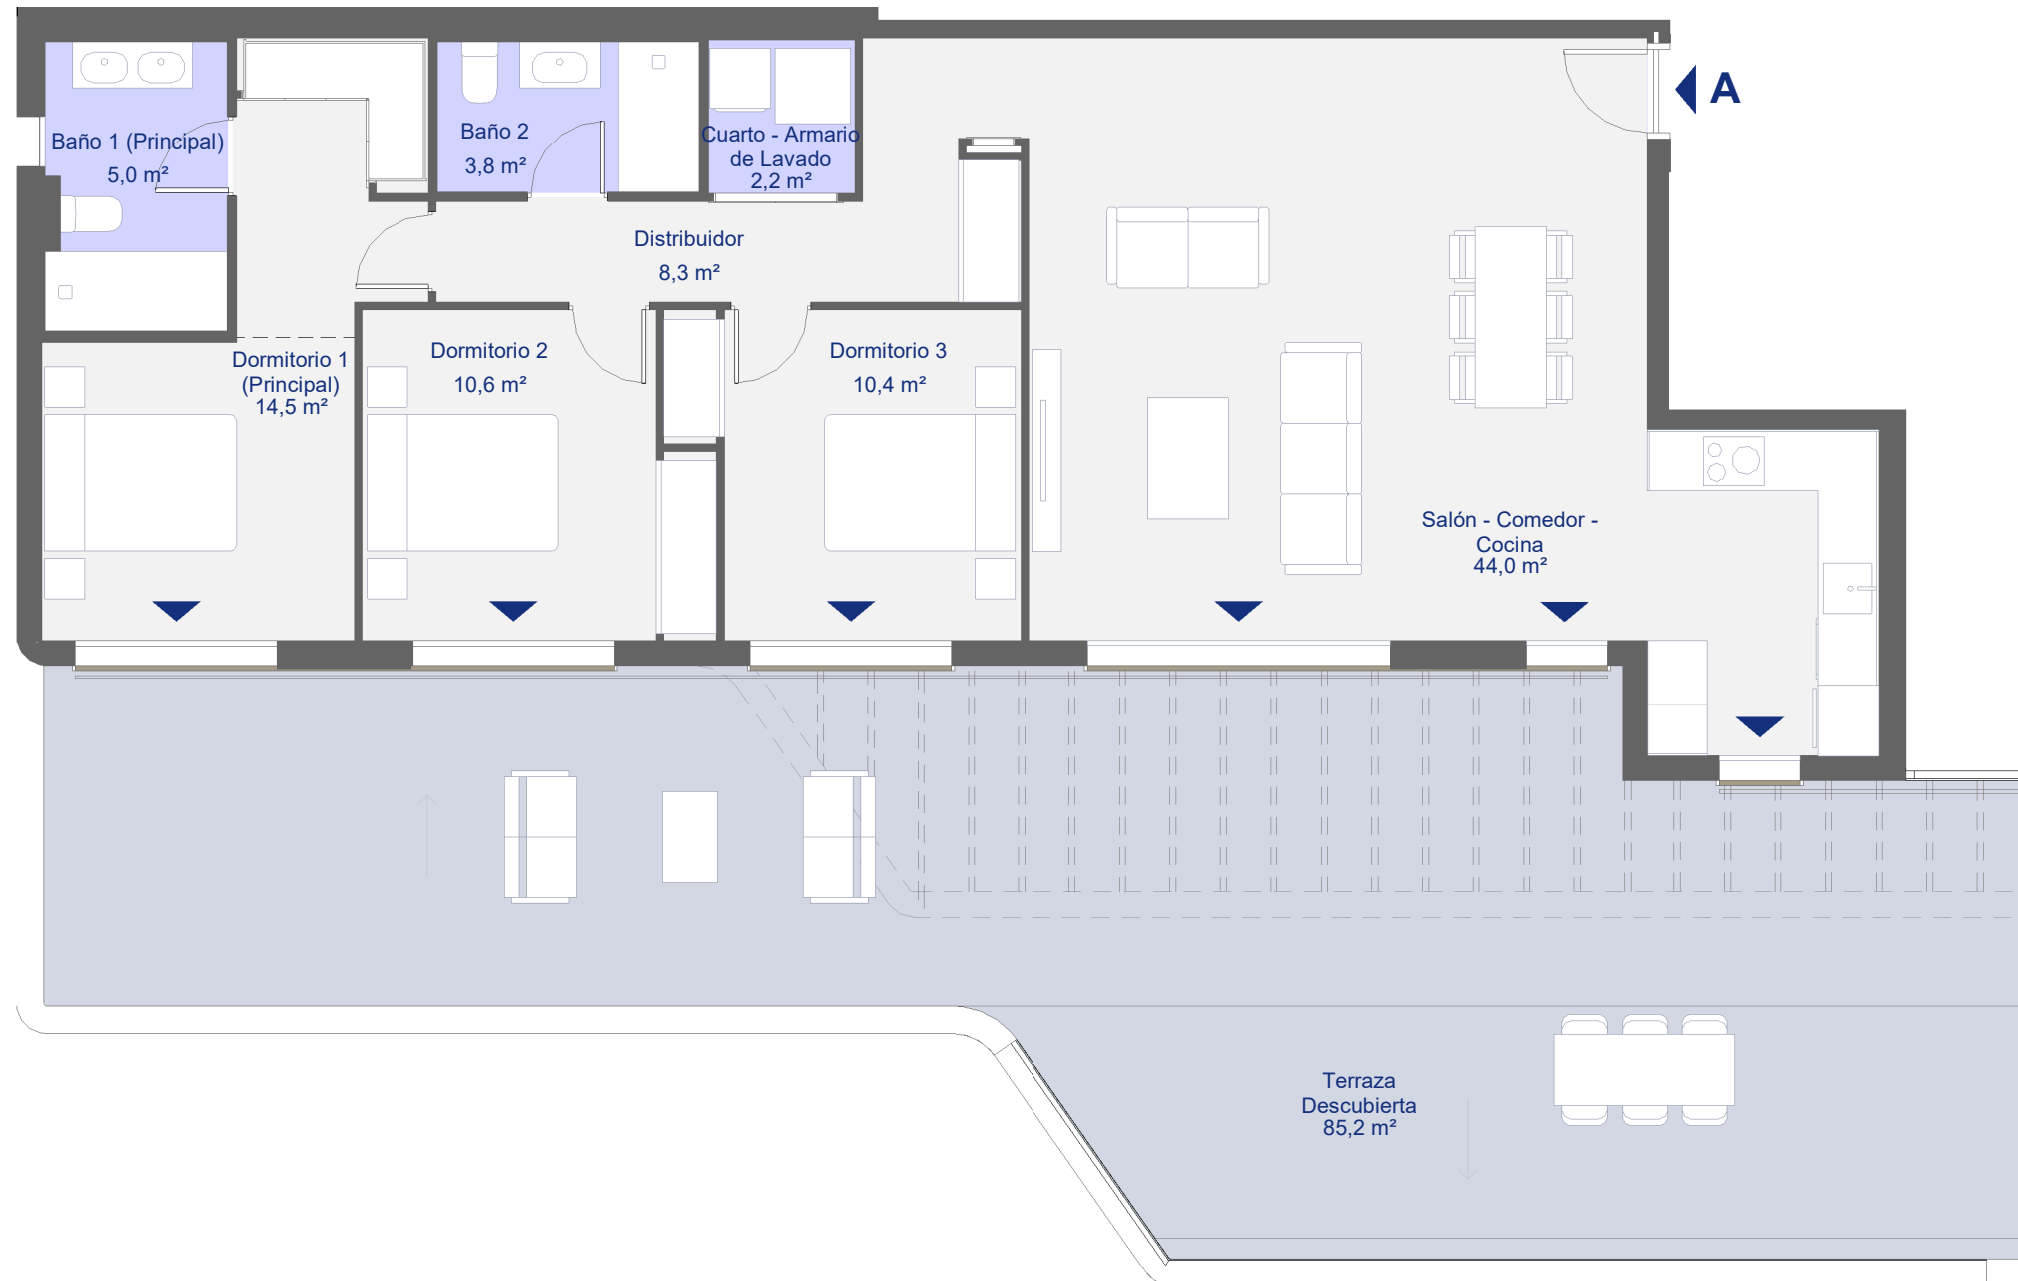 A
Baño 1 (Principal)
5,0 m²
Baño 2
3,8 m²
Cuarto - Armario
de Lavado
2,2 m²
Distribuidor
8,3 m²
Dormitorio 1
(Principal)
14,5 m²
Dormitorio 2
10,6 m²
Dormitorio 3
10,4 m²
Salón - Comedor -
Cocina
44,0 m²
Terraza
Descubierta
85,2 m²